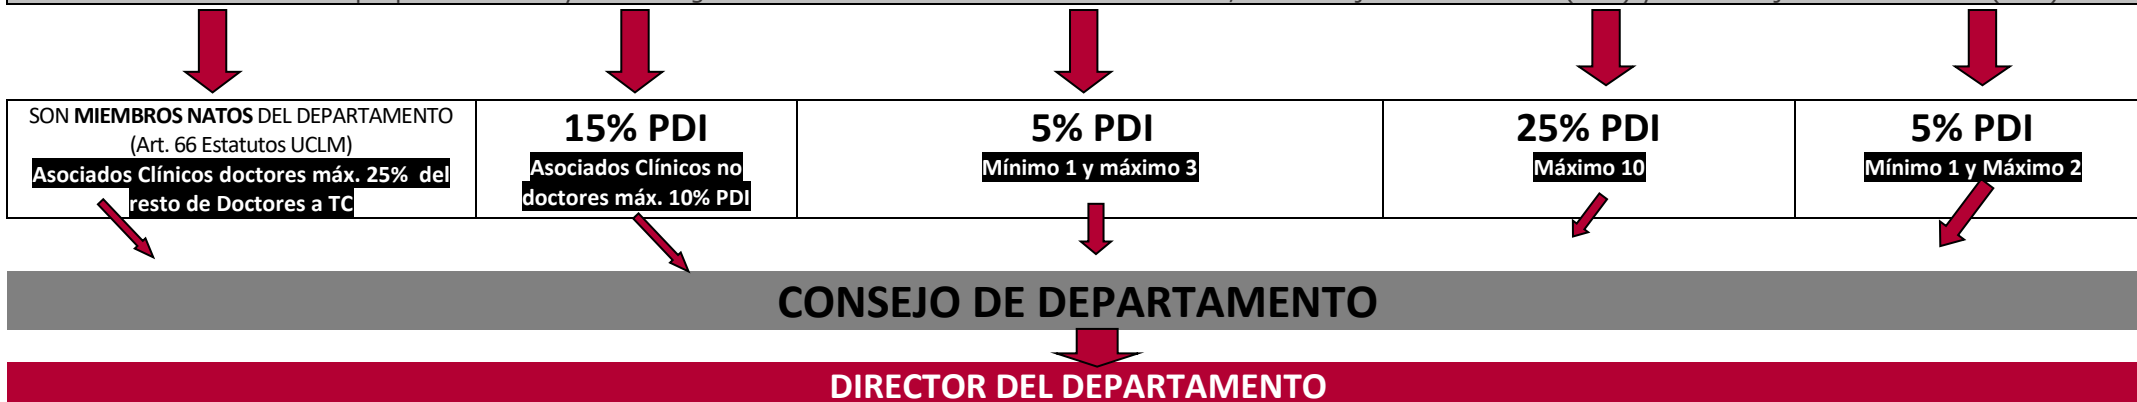 SON MIEMBROS NATOS DEL DEPARTAMENTO
(Art. 66 Estatutos UCLM)
Asociados Clínicos doctores máx. 25% del
resto de Doctores a TC
15% PDI
Asociados Clínicos no
doctores máx. 10% PDI
5% PDI
Mínimo 1 y máximo 3
25% PDI
Máximo 10
5% PDI
Mínimo 1 y Máximo 2
CONSEJO DE DEPARTAMENTO
DIRECTOR DEL DEPARTAMENTO